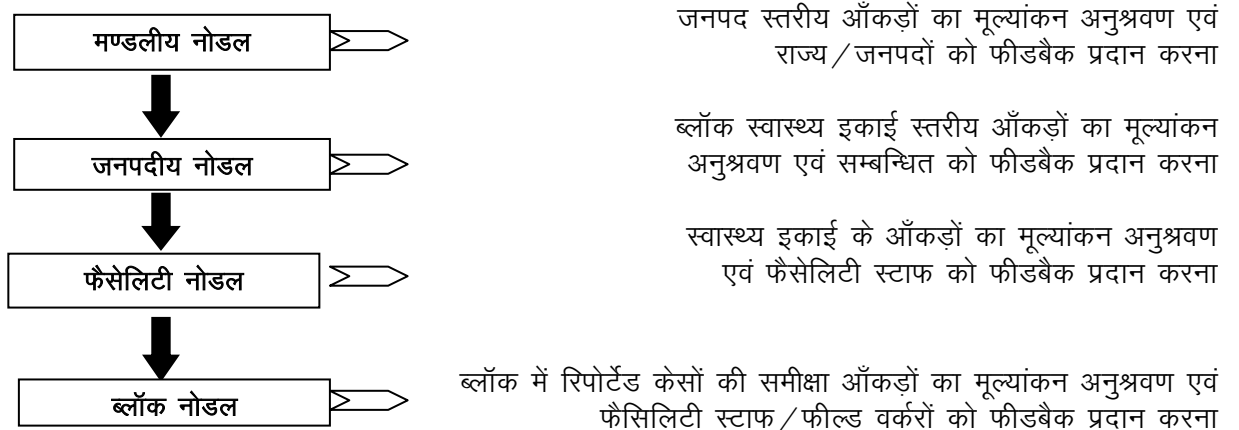 मण्डलीय नोडल
जनपद स्तरीय आँकड़ों का मूल्यांकन अनुश्रवण एवं
राज्य/जनपदों को फीडबैक प्रदान करना
जनपदीय नोडल
ब्लॉक स्वास्थ्य इकाई स्तरीय आँकड़ों का मूल्यांकन
अनुश्रवण एवं सम्बन्धित को फीडबैक प्रदान करना
फैसेलिटी नोडल
स्वास्थ्य इकाई के आँकड़ों का मूल्यांकन अनुश्रवण
एवं फैसेलिटी स्टाफ को फीडबैक प्रदान करना
ब्लॉक नोडल
ब्लॉक में रिपोर्टेड केसों की समीक्षा आँकड़ों का मूल्यांकन अनुश्रवण एवं
फैसिलिटी स्टाफ/फील्ड वर्करों को फीडबैक प्रदान करना